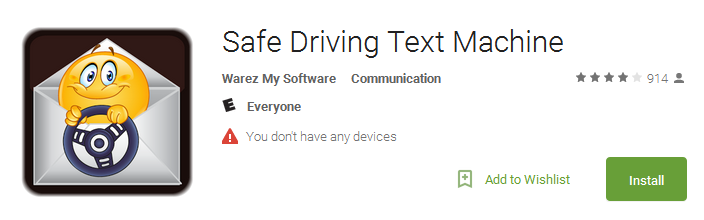 Safe Driving Text Machine
Warez My Software Communication 914
E Everyone
You don't have any devices
Add to Wishlist Install